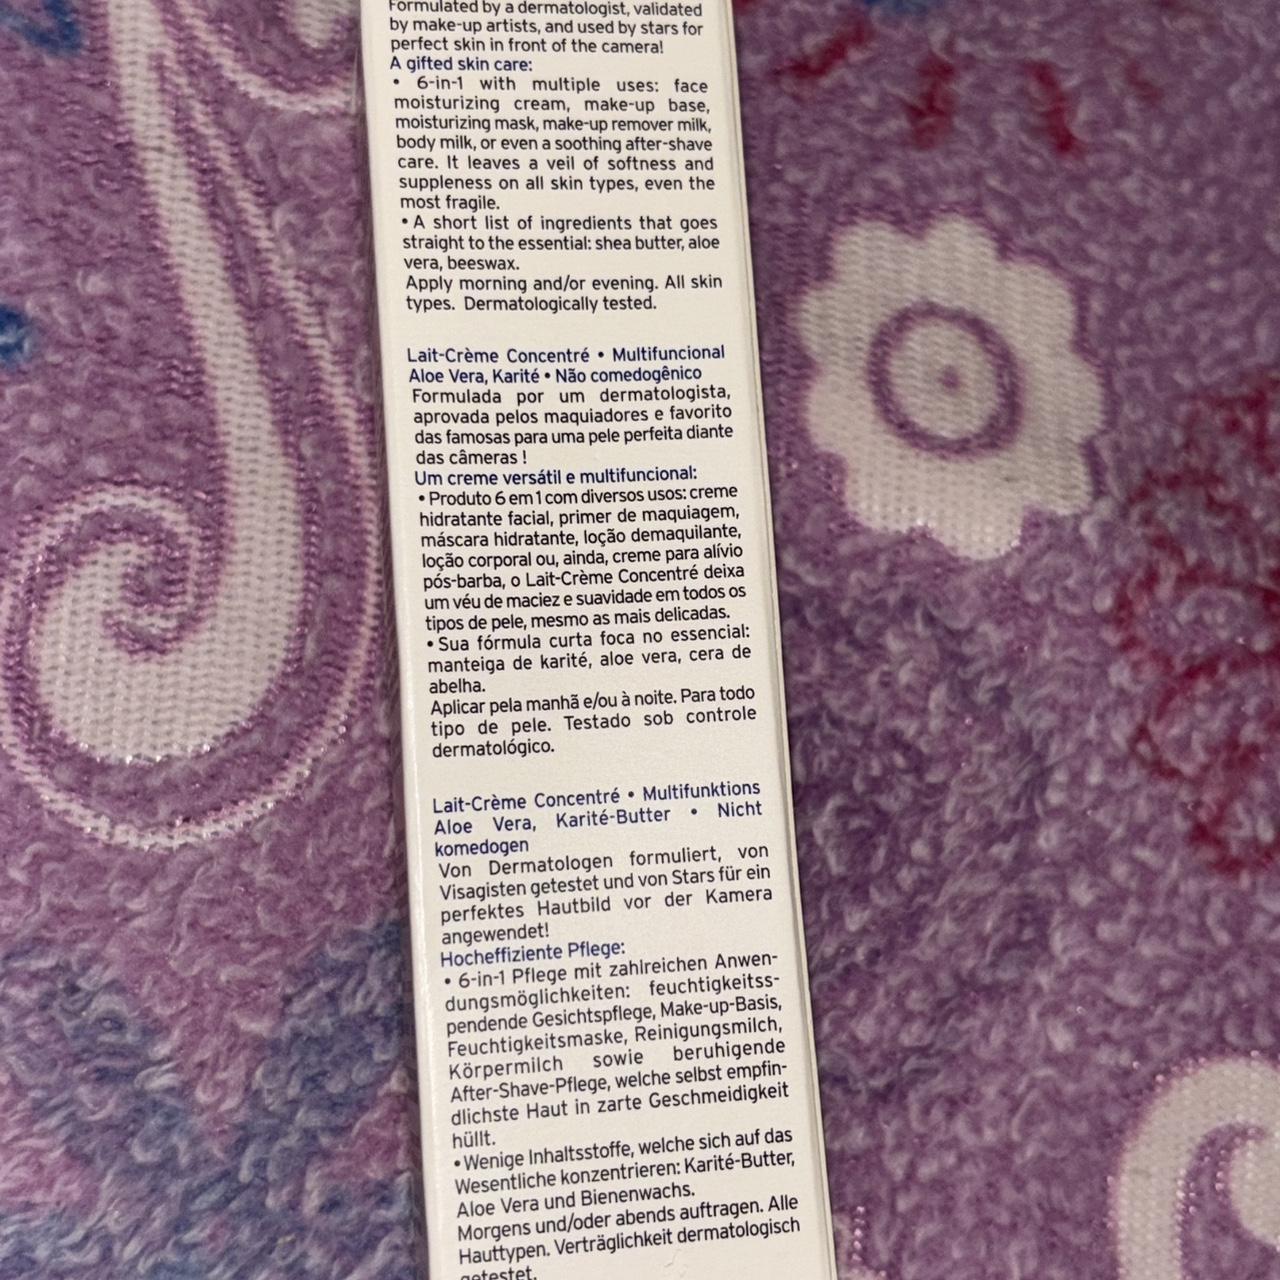 Formulated by a dermatologist, validated
by make-up artists, and used by stars for
perfect skin in front of the camera!
A gifted skin care:
• 6-in-1 with multiple uses: face
moisturizing cream, make-up base,
moisturizing mask, make-up remover milk,
body milk, or even a soothing after-shave
care. It leaves a veil of softness and
suppleness on all skin types, even the
most fragile.
• A short list of ingredients that goes
straight to the essential: shea butter, aloe
vera, beeswax.
Apply morning and/or evening. All skin
types. Dermatologically tested.
Lait-Crème Concentré • Multifuncional
Aloe Vera, Karité • Não comedogênico
Formulada por um dermatologista,
aprovada pelos maquiadores e favorito
das famosas para uma pele perfeita diante
das câmeras !
Um creme versátil e multifuncional:
• Produto 6 em 1 com diversos usos: creme
hidratante facial, primer de maquiagem,
máscara hidratante, loção demaquilante,
loção corporal ou, ainda, creme para alívio
pós-barba, o Lait-Crème Concentré deixa
um véu de maciez e suavidade em todos os
tipos de pele, mesmo as mais delicadas.
• Sua fórmula curta foca no essencial:
manteiga de karité, aloe vera, cera de
abelha.
Aplicar pela manhã e/ou à noite. Para todo
tipo de pele. Testado sob controle
dermatológico.
Lait-Crème Concentré • Multifunktions
Aloe Vera, Karité-Butter • Nicht
komedogen
Von Dermatologen formuliert, von
Visagisten getestet und von Stars für ein
perfektes Hautbild vor der Kamera
angewendet!
Hocheffiziente Pflege:
• 6-in-1 Pflege mit zahlreichen Anwen-
dungsmöglichkeiten: feuchtigkeitss-
pendende Gesichtspflege, Make-up-Basis,
Feuchtigkeitsmaske, Reinigungsmilch,
Körpermilch sowie beruhigende
After-Shave-Pflege, welche selbst empfin-
dlichste Haut in zarte Geschmeidigkeit
hüllt.
• Wenige Inhaltsstoffe, welche sich auf das
Wesentliche konzentrieren: Karité-Butter,
Aloe Vera und Bienenwachs.
Morgens und/oder abends auftragen. Alle
Hauttypen. Verträglichkeit dermatologisch
getestet.